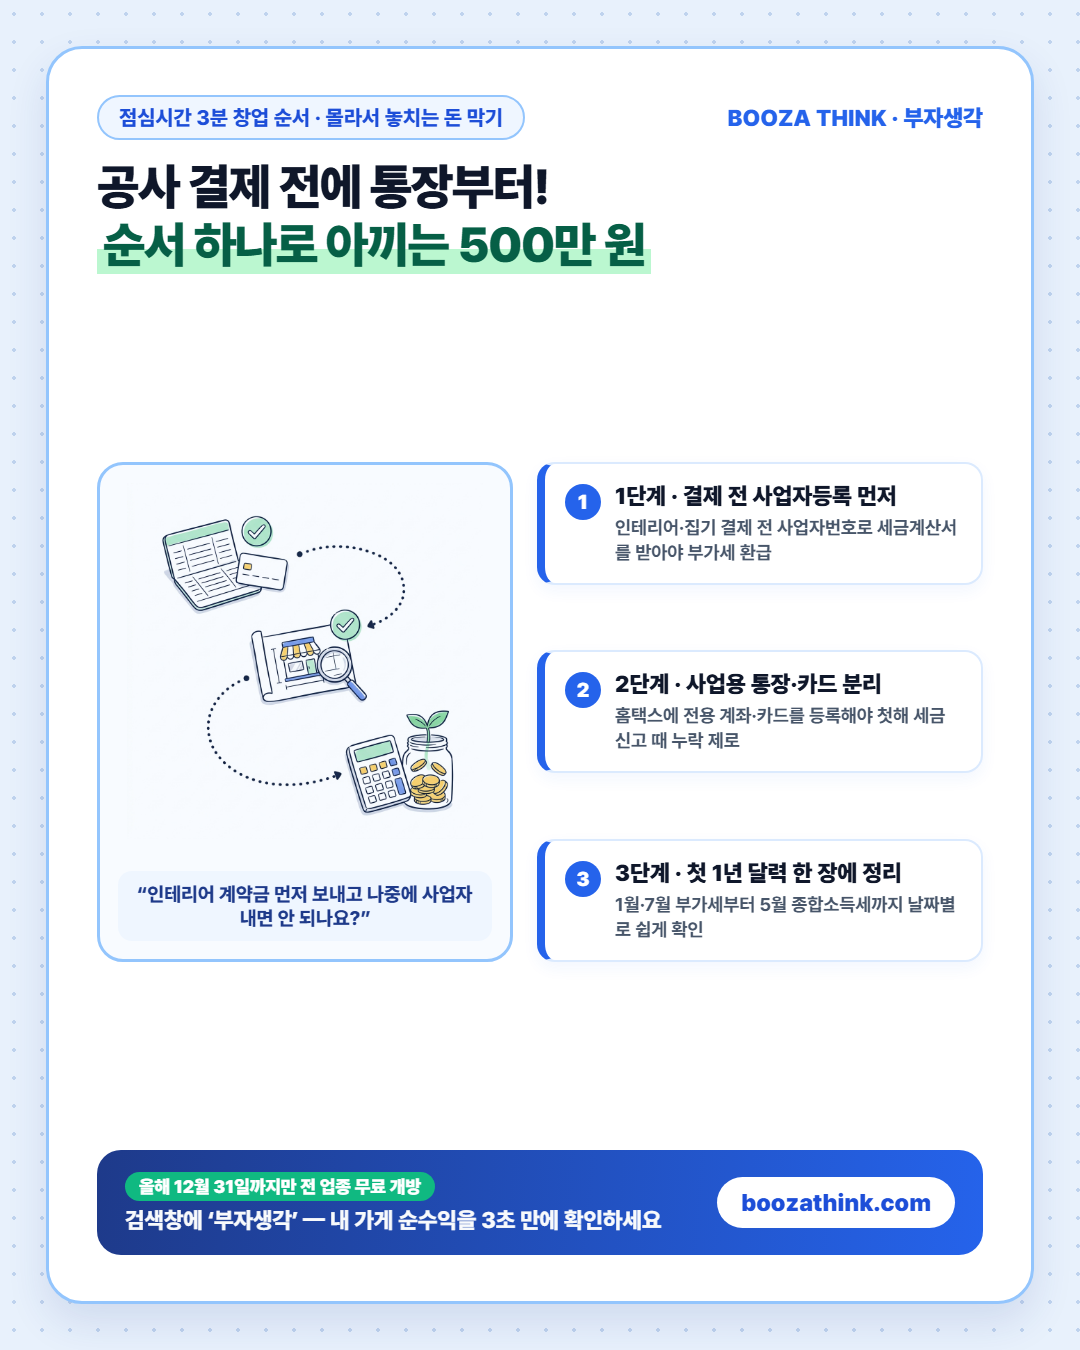 점심시간 3분 창업 순서 · 몰라서 놓치는 돈 막기
BOOZA THINK · 부자생각
공사 결제 전에 통장부터!
순서 하나로 아끼는 500만 원
“인테리어 계약금 먼저 보내고 나중에 사업자
내면 안 되나요?”
1
1단계 · 결제 전 사업자등록 먼저
인테리어·집기 결제 전 사업자번호로 세금계산서
를 받아야 부가세 환급
2
2단계 · 사업용 통장·카드 분리
홈택스에 전용 계좌·카드를 등록해야 첫해 세금
신고 때 누락 제로
3
3단계 · 첫 1년 달력 한 장에 정리
1월·7월 부가세부터 5월 종합소득세까지 날짜별
로 쉽게 확인
올해 12월 31일까지만 전 업종 무료 개방
검색창에 ‘부자생각’ — 내 가게 순수익을 3초 만에 확인하세요
boozathink.com